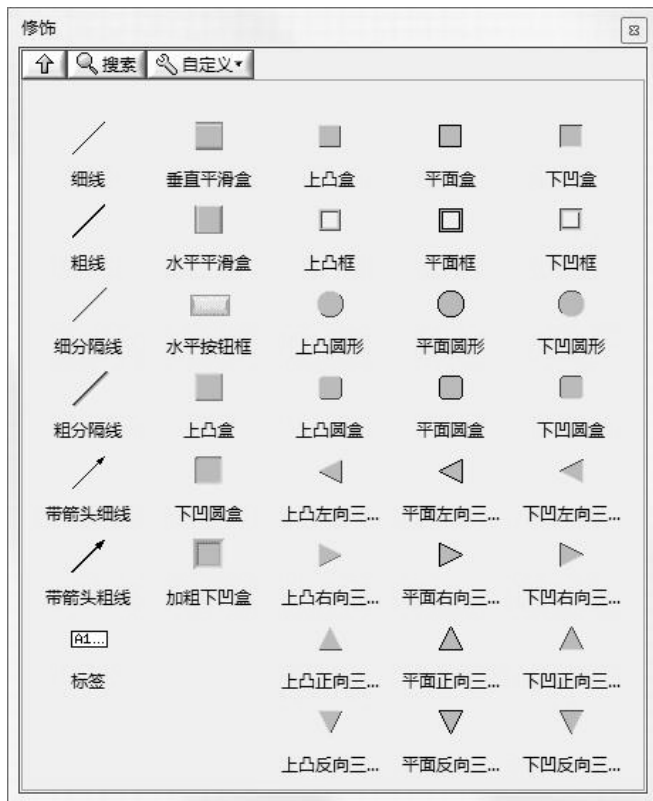 修饰
搜索 自定义
细线 垂直平滑盒 上凸盒 平面盒 下凹盒
粗线 水平平滑盒 上凸框 平面框 下凹框
细分隔线 水平按钮框 上凸圆形 平面圆形 下凹圆形
粗分隔线 上凸盒 上凸圆盒 平面圆盒 下凹圆盒
带箭头细线 下凹圆盒 上凸左向三... 平面左向三... 下凹左向三...
带箭头粗线 加粗下凹盒 上凸右向三... 平面右向三... 下凹右向三...
A1...
标签 上凸正向三... 平面正向三... 下凹正向三...
上凸反向三... 平面反向三... 下凹反向三...